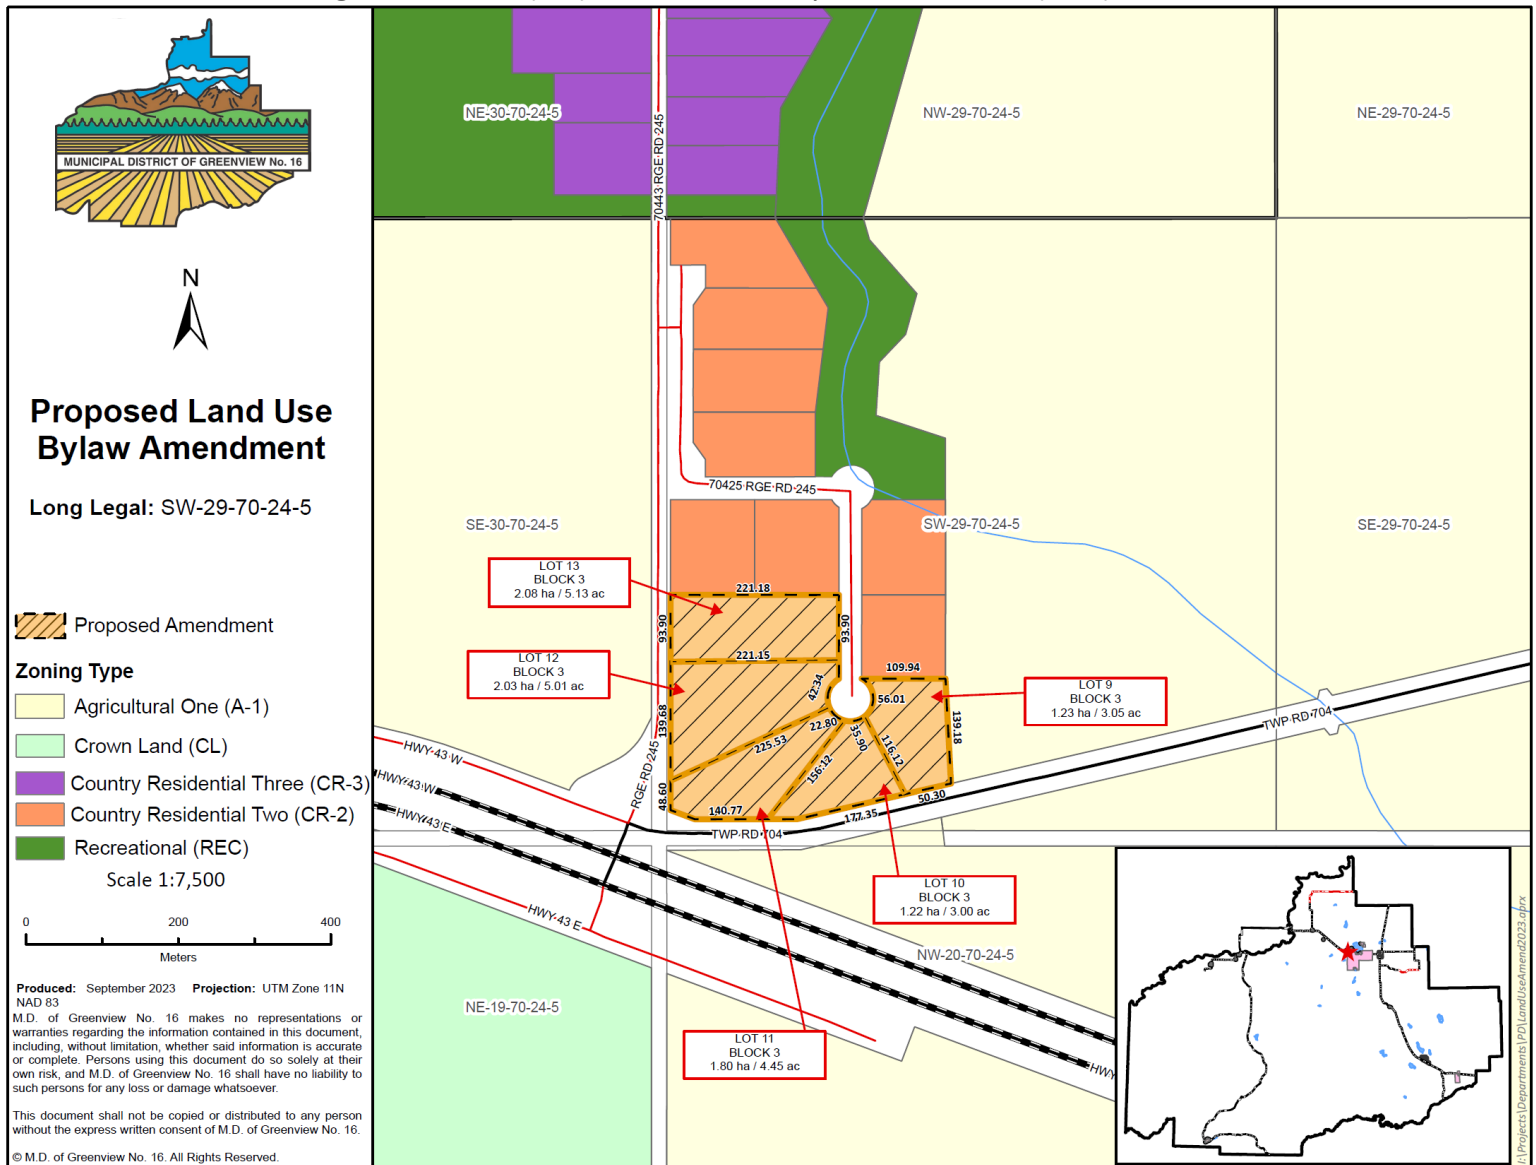 MUNICIPAL DISTRICT OF GREENVIEW No. 16
N
Proposed Land Use
Bylaw Amendment
Long Legal: SW-29-70-24-5
Proposed Amendment
Zoning Type
Agricultural One (A-1)
Crown Land (CL)
Country Residential Three (CR-3)
Country Residential Two (CR-2)
Recreational (REC)
Scale 1:7,500
0 200 400
Meters
Produced: September 2023 Projection: UTM Zone 11N
NAD 83
M.D. of Greenview No. 16 makes no representations or
warranties regarding the information contained in this document,
including, without limitation, whether said information is accurate
or complete. Persons using this document do so solely at their
own risk, and M.D. of Greenview No. 16 shall have no liability to
such persons for any loss or damage whatsoever.
This document shall not be copied or distributed to any person
without the express written consent of M.D. of Greenview No. 16.
© M.D. of Greenview No. 16. All Rights Reserved.
NE-30-70-24-5
NW-29-70-24-5
NE-29-70-24-5
70443 RGE RD 245
70425 RGE RD 245
SE-30-70-24-5
SW-29-70-24-5
SE-29-70-24-5
LOT 13
BLOCK 3
2.08 ha / 5.13 ac
221.18
93.90
93.90
LOT 12
BLOCK 3
2.03 ha / 5.01 ac
221.15
109.94
42.34
56.01
LOT 9
BLOCK 3
1.23 ha / 3.05 ac
139.68
22.80
35.90
139.18
225.53
116.12
156.12
48.60
140.77
177.35
50.30
TWP RD 704
TWP RD 704
RGE RD 245
HWY 43 W
HWY 43 W
HWY 43 E
HWY 43 E
HWY
LOT 10
BLOCK 3
1.22 ha / 3.00 ac
NW-20-70-24-5
NE-19-70-24-5
LOT 11
BLOCK 3
1.80 ha / 4.45 ac
I:\Projects\Departments\PD\LandUseAmend2023.aprx